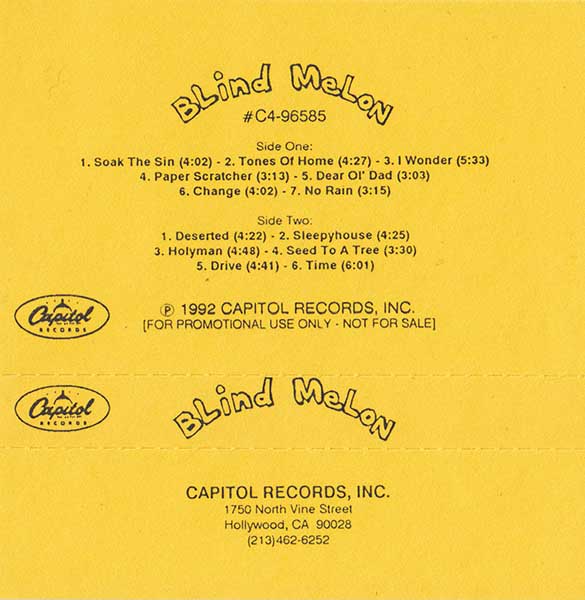 BLind MeLoN
#C4-96585
Side One:
1. Soak The Sin (4:02) - 2. Tones Of Home (4:27) - 3. I Wonder (5:33)
4. Paper Scratcher (3:13) - 5. Dear Ol' Dad (3:03)
6. Change (4:02) - 7. No Rain (3:15)
Side Two:
1. Deserted (4:22) - 2. Sleepyhouse (4:25)
3. Holyman (4:48) - 4. Seed To A Tree (3:30)
5. Drive (4:41) - 6. Time (6:01)
Capitol
RECORDS
℗ 1992 CAPITOL RECORDS, INC.
[FOR PROMOTIONAL USE ONLY - NOT FOR SALE]
Capitol
RECORDS
BLind MeLoN
CAPITOL RECORDS, INC.
1750 North Vine Street
Hollywood, CA 90028
(213)462-6252